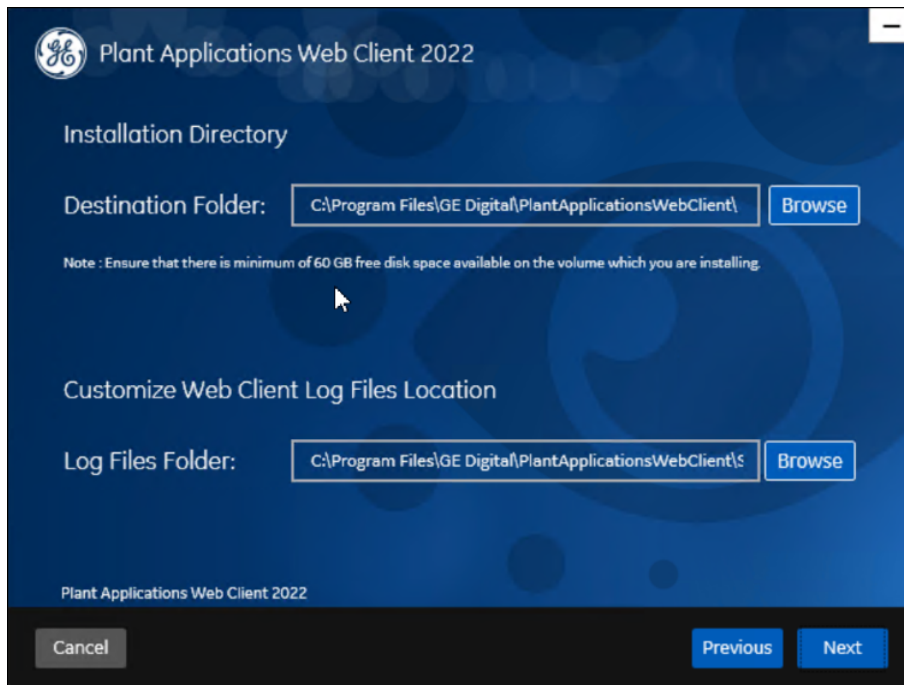 Plant Applications Web Client 2022
Installation Directory
Destination Folder: C:\Program Files\GE Digital\PlantApplicationsWebClient\ Browse
Note : Ensure that there is minimum of 60 GB free disk space available on the volume which you are installing.
Customize Web Client Log Files Location
Log Files Folder: C:\Program Files\GE Digital\PlantApplicationsWebClient\S Browse
Plant Applications Web Client 2022
Cancel Previous Next